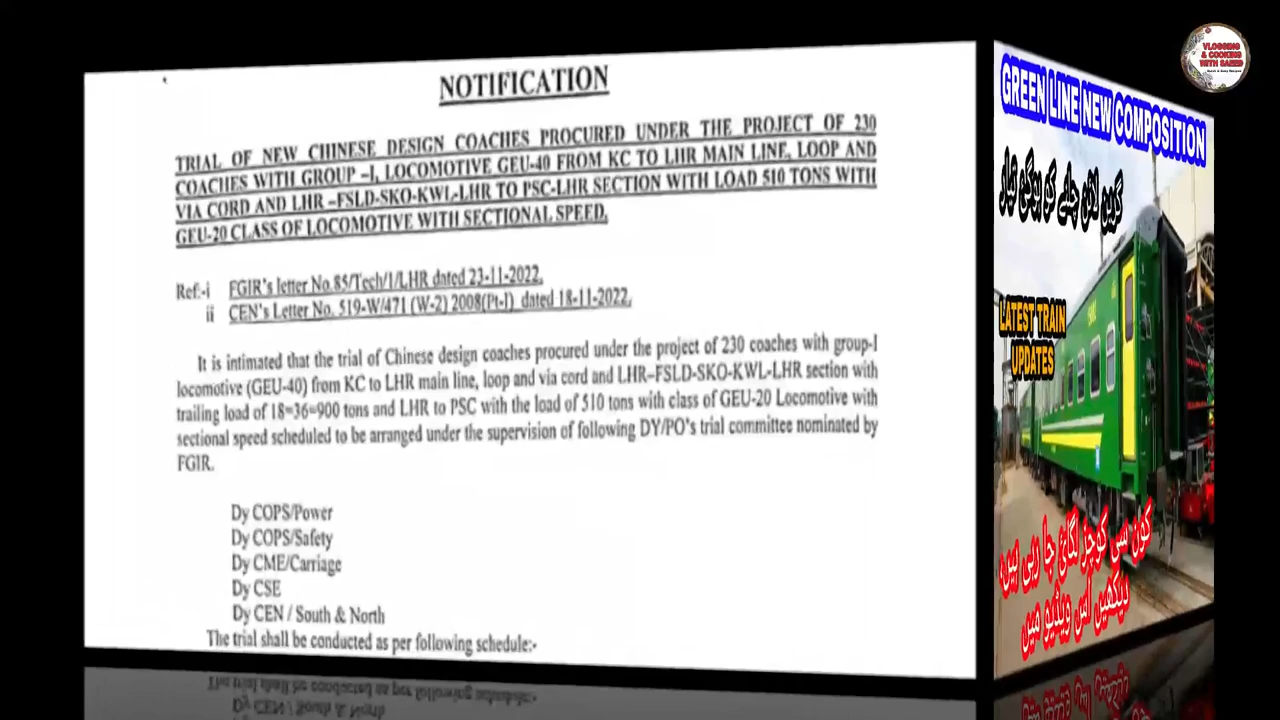 NOTIFICATION
TRIAL OF NEW CHINESE DESIGN COACHES PROCURED UNDER THE PROJECT OF 230
COACHES WITH GROUP –I, LOCOMOTIVE GEU-40 FROM KC TO LHR MAIN LINE, LOOP AND
VIA CORD AND LHR –FSLD-SKO-KWL-LHR TO PSC-LHR SECTION WITH LOAD 510 TONS WITH
GEU-20 CLASS OF LOCOMOTIVE WITH SECTIONAL SPEED.
Ref:-i FGIR's letter No.85/Tech/1/LHR dated 23-11-2022.
ii CEN's Letter No. 519-W/471 (W-2) 2008(Pt-I) dated 18-11-2022.
It is intimated that the trial of Chinese design coaches procured under the project of 230 coaches with group-I
locomotive (GEU-40) from KC to LHR main line, loop and via cord and LHR–FSLD-SKO-KWL-LHR section with
trailing load of 18=36=900 tons and LHR to PSC with the load of 510 tons with class of GEU-20 Locomotive with
sectional speed scheduled to be arranged under the supervision of following DY/PO's trial committee nominated by
FGIR.
Dy COPS/Power
Dy COPS/Safety
Dy CME/Carriage
Dy CSE
Dy CEN / South & North
The trial shall be conducted as per following schedule:-
VLOGGING
& COOKING
WITH SAEED
Quick & Easy Recipes
GREEN LINE NEW COMPOSITION
گرین لائن چلنے کو ہوگئی تیار
LATEST TRAIN
UPDATES
کون سی کوچز لگائی جا رہی ہیں
دیکھیں اس ویڈیو میں